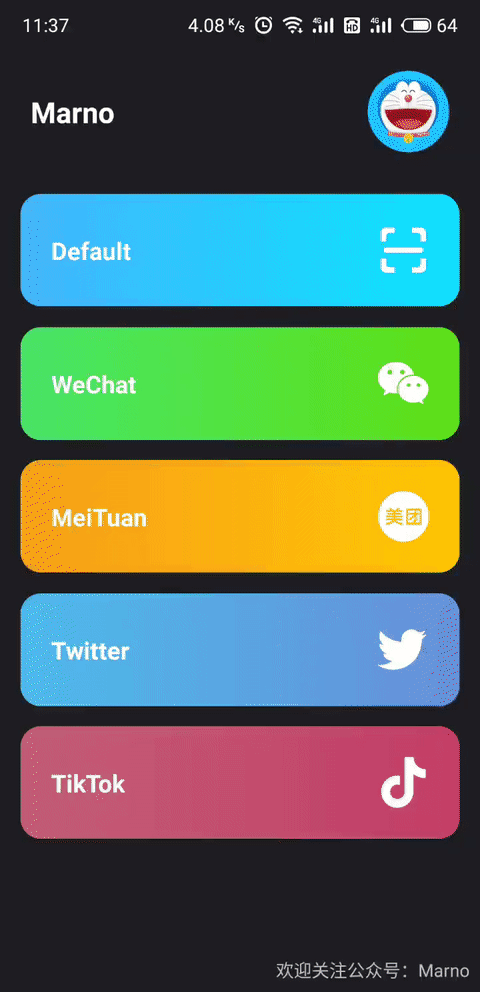 11:37 4.08 K/s 4G HD 4G 64
Marno
Default
WeChat
MeiTuan
美团
Twitter
TikTok
欢迎关注公众号：Marno